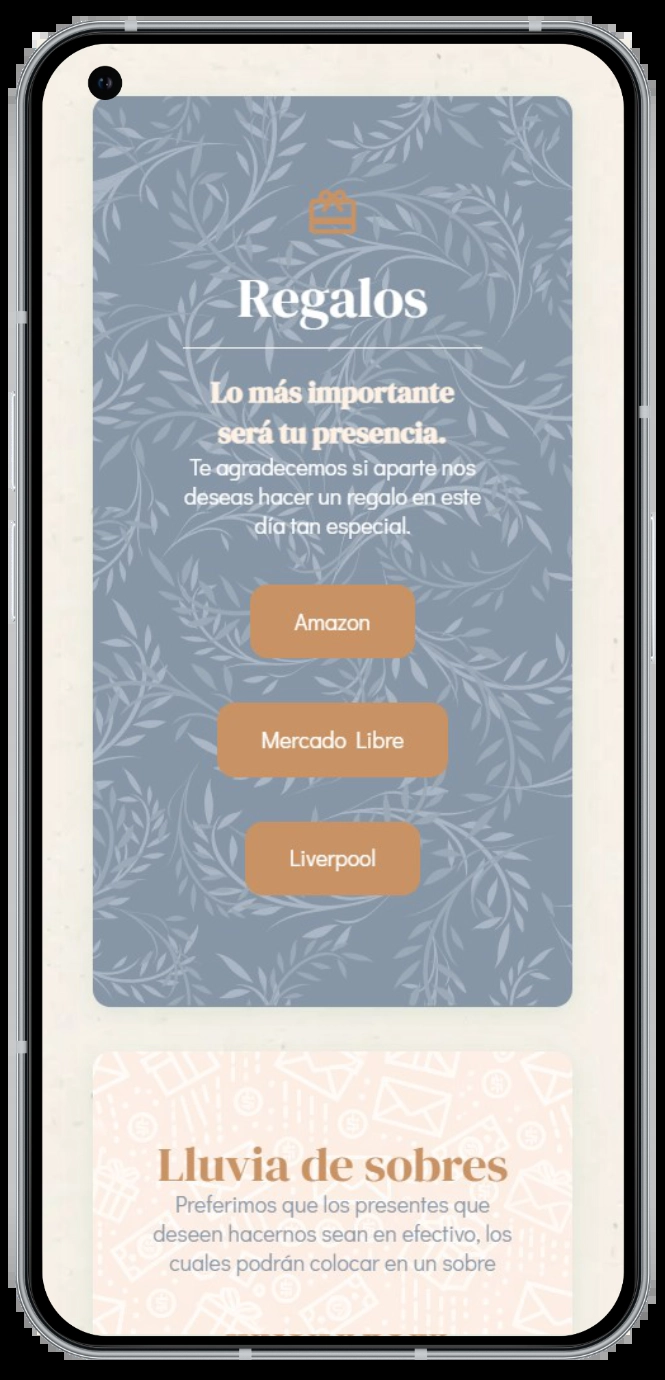 Regalos
Lo más importante
será tu presencia.
Te agradecemos si aparte nos
deseas hacer un regalo en este
día tan especial.
Amazon
Mercado Libre
Liverpool
Lluvia de sobres
Preferimos que los presentes que
deseen hacernos sean en efectivo, los
cuales podrán colocar en un sobre